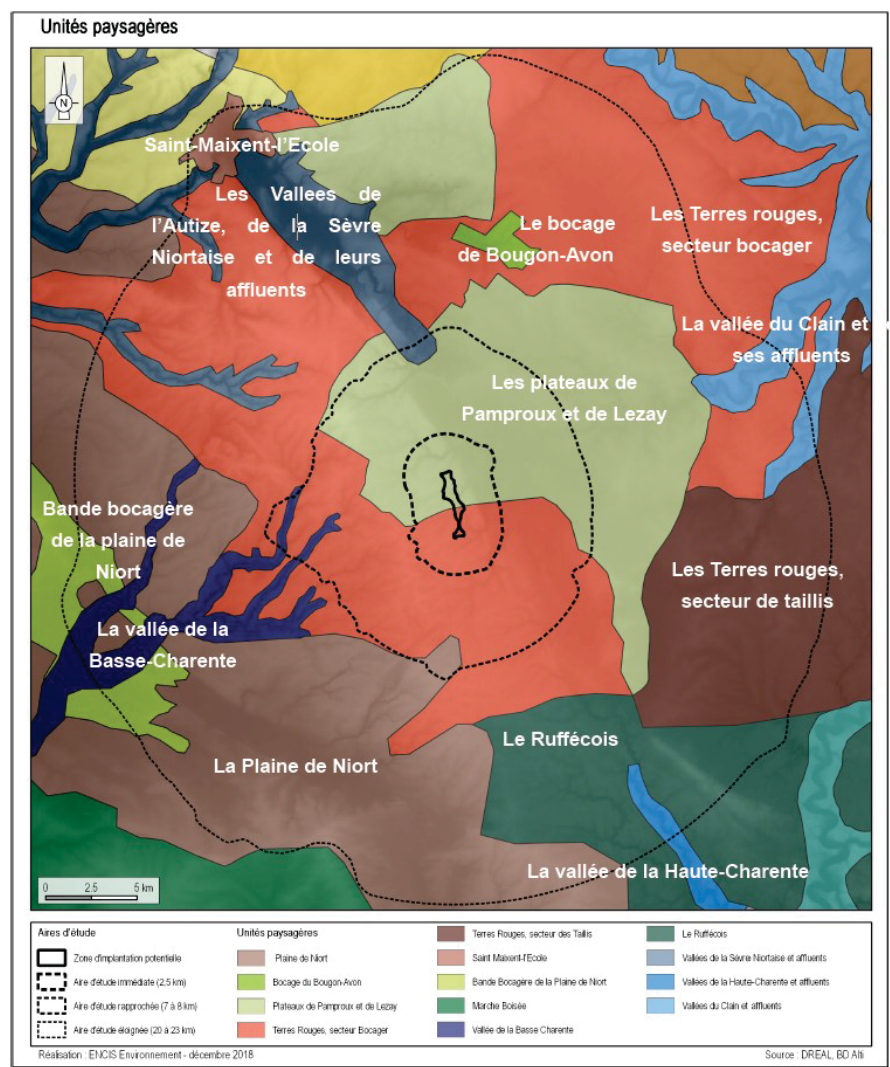 Unités paysagères
N
Saint-Maixent-l'Ecole
Les Vallees de
l'Autize, de la Sèvre
Niortaise et de leurs
affluents
Le bocage
de Bougon-Avon
Les Terres rouges,
secteur bocager
La vallée du Clain et
ses affluents
Les plateaux de
Pamproux et de Lezay
Bande bocagère
de la plaine de
Niort
Les Terres rouges,
secteur de taillis
La vallée de la
Basse-Charente
Le Ruffécois
La Plaine de Niort
La vallée de la Haute-Charente
0 2.5 5 km
Aires d'étude
Zone d'implantation potentielle
Aire d'étude immédiate (2,5 km)
Aire d'étude rapprochée (7 à 8 km)
Aire d'étude éloignée (20 à 23 km)
Unités paysagères
Plaine de Niort
Bocage du Bougon-Avon
Plateaux de Pamproux et de Lezay
Terres Rouges, secteur Bocager
Terres Rouges, secteur des Taillis
Saint Maixent-l'Ecole
Bande Bocagère de la Plaine de Niort
Marche Boisée
Vallée de la Basse Charente
Le Ruffécois
Vallées de la Sèvre Niortaise et affluents
Vallées de la Haute-Charente et affluents
Vallées du Clain et affluents
Réalisation : ENCIS Environnement - décembre 2018
Source : DREAL, BD Alti